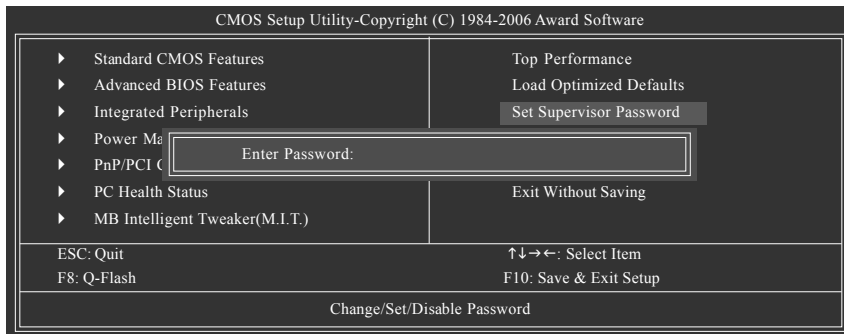 CMOS Setup Utility-Copyright (C) 1984-2006 Award Software
Standard CMOS Features
Advanced BIOS Features
Integrated Peripherals
Power Ma
PnP/PCI
PC Health Status
MB Intelligent Tweaker(M.I.T.)
Top Performance
Load Optimized Defaults
Set Supervisor Password
Exit Without Saving
Enter Password:
ESC: Quit
↑↓→←: Select Item
F8: Q-Flash
F10: Save & Exit Setup
Change/Set/Disable Password